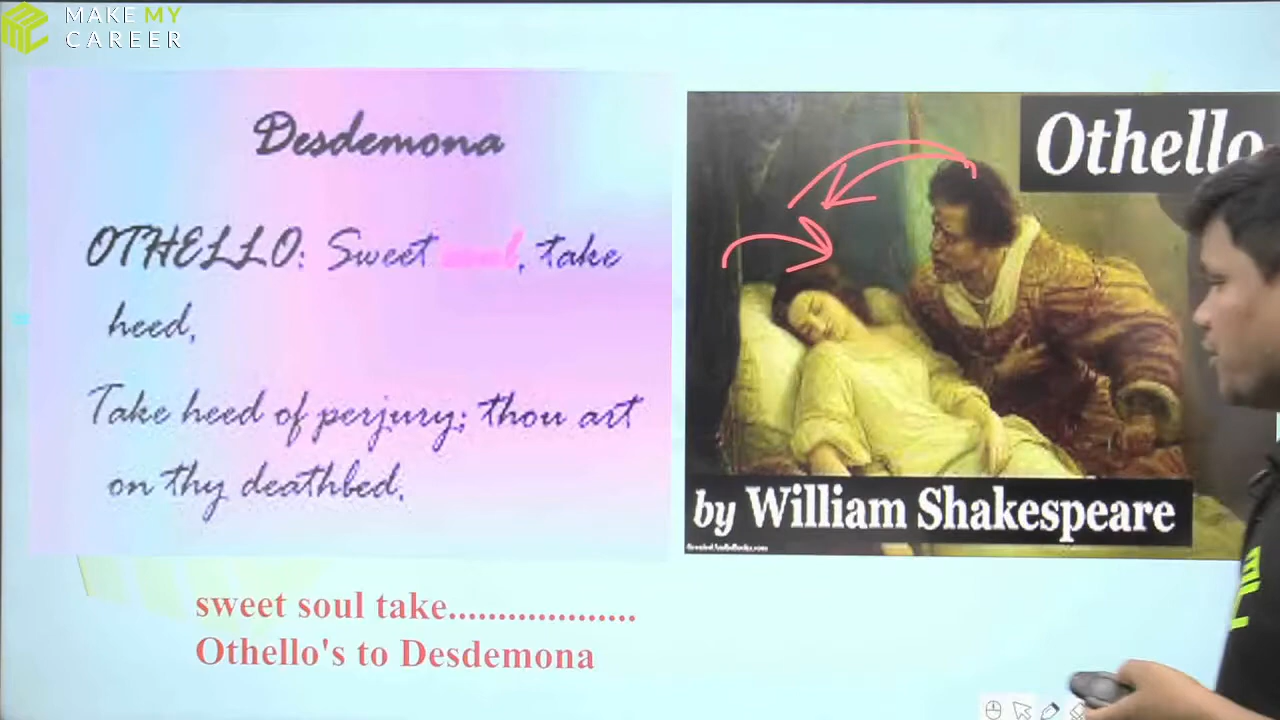 MAKE MY
CAREER
Desdemona
OTHELLO: Sweet soul, take
heed,
Take heed of perjury; thou art
on thy deathbed.
Othello
by William Shakespeare
sweet soul take...................
Othello's to Desdemona